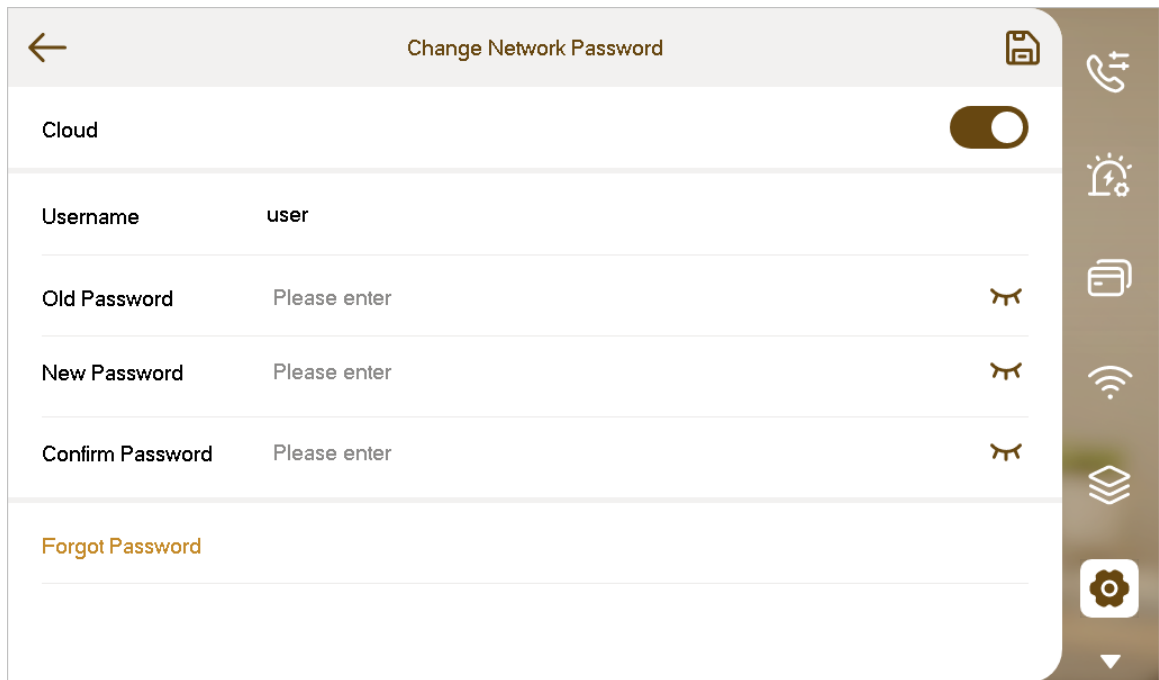 Change Network Password
Cloud
Username user
Old Password Please enter
New Password Please enter
Confirm Password Please enter
Forgot Password